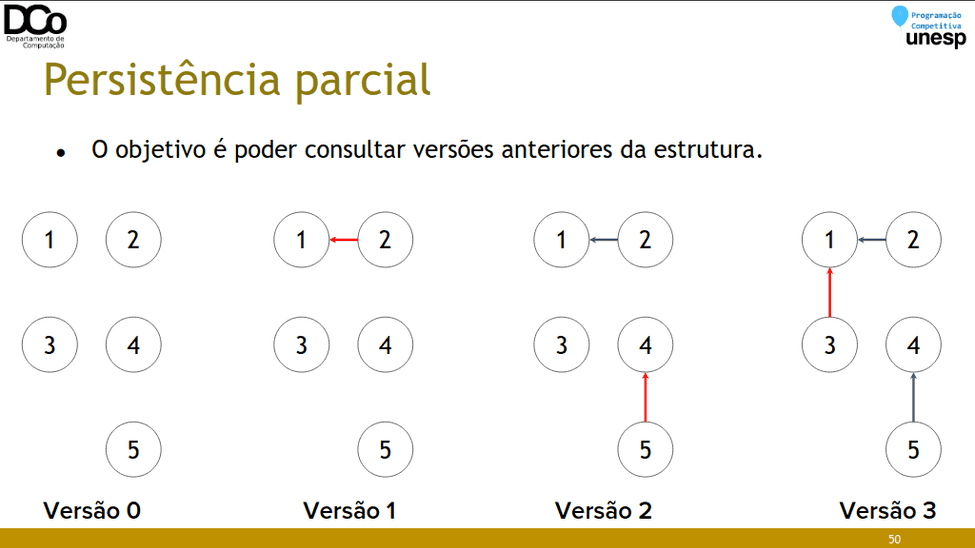 DCo
Departamento de
Computação
Programação
Competitiva
unesp
Persistência parcial
● O objetivo é poder consultar versões anteriores da estrutura.
1 2 1 2 1 2 1 2
3 4 3 4 3 4 3 4
5 5 5 5
Versão 0 Versão 1 Versão 2 Versão 3
50